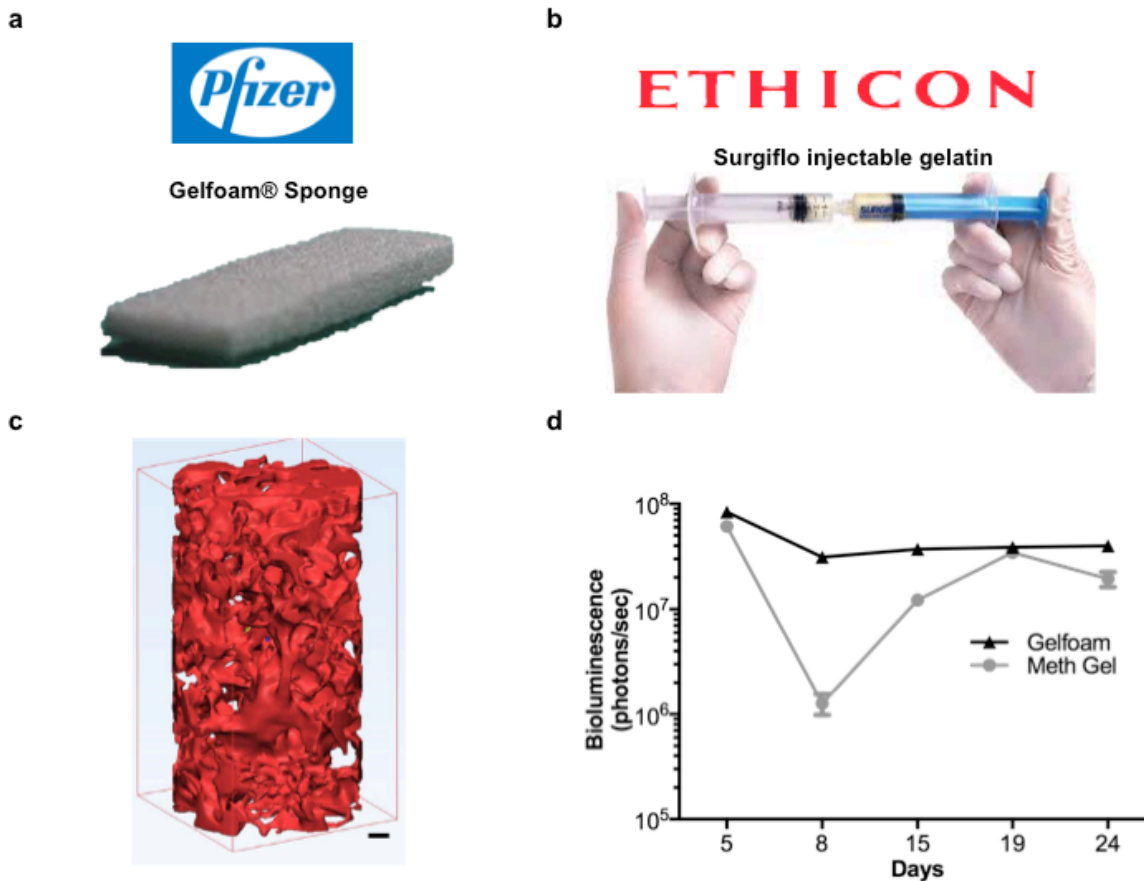 a
Pfizer
Gelfoam® Sponge
b
ETHICON
Surgiflo injectable gelatin
c
d
Bioluminescence
(photons/sec)
10⁸
10⁷
10⁶
10⁵
Gelfoam
Meth Gel
5 8 15 19 24
Days